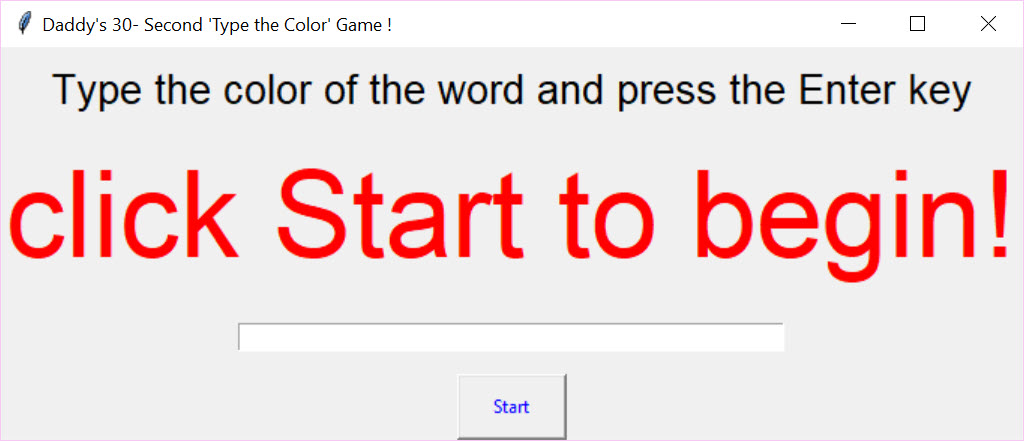 Daddy's 30- Second 'Type the Color' Game !
Type the color of the word and press the Enter key
click Start to begin!
Start